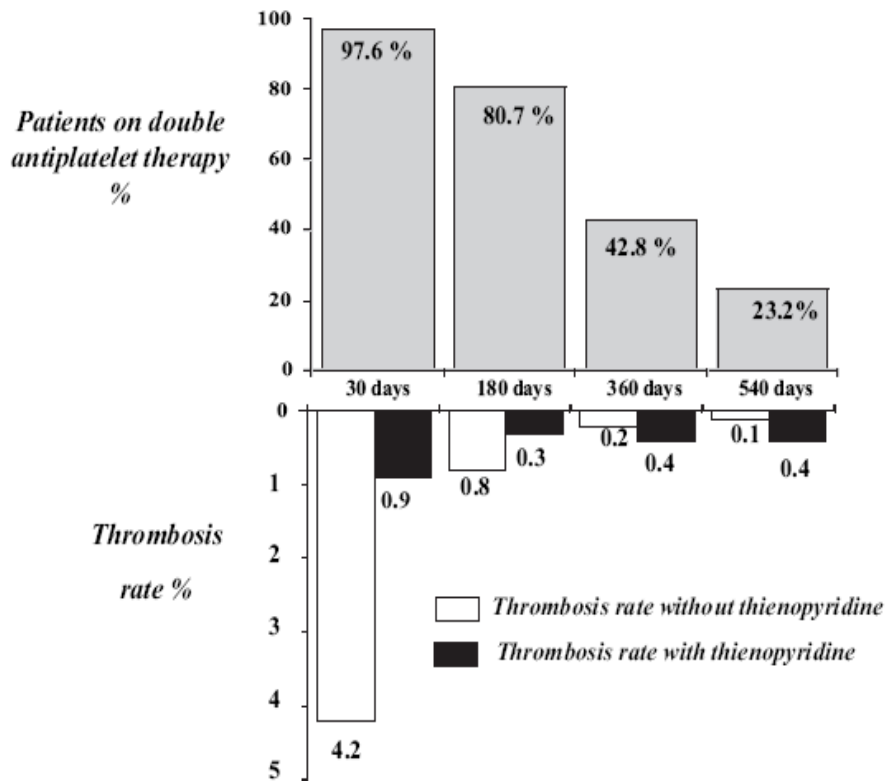 100
80
60
40
20
0
Patients on double
antiplatelet therapy
%
97.6 %
80.7 %
42.8 %
23.2%
30 days
180 days
360 days
540 days
0
1
2
3
4
5
Thrombosis
rate %
4.2
0.9
0.8
0.3
0.2
0.4
0.1
0.4
Thrombosis rate without thienopyridine
Thrombosis rate with thienopyridine